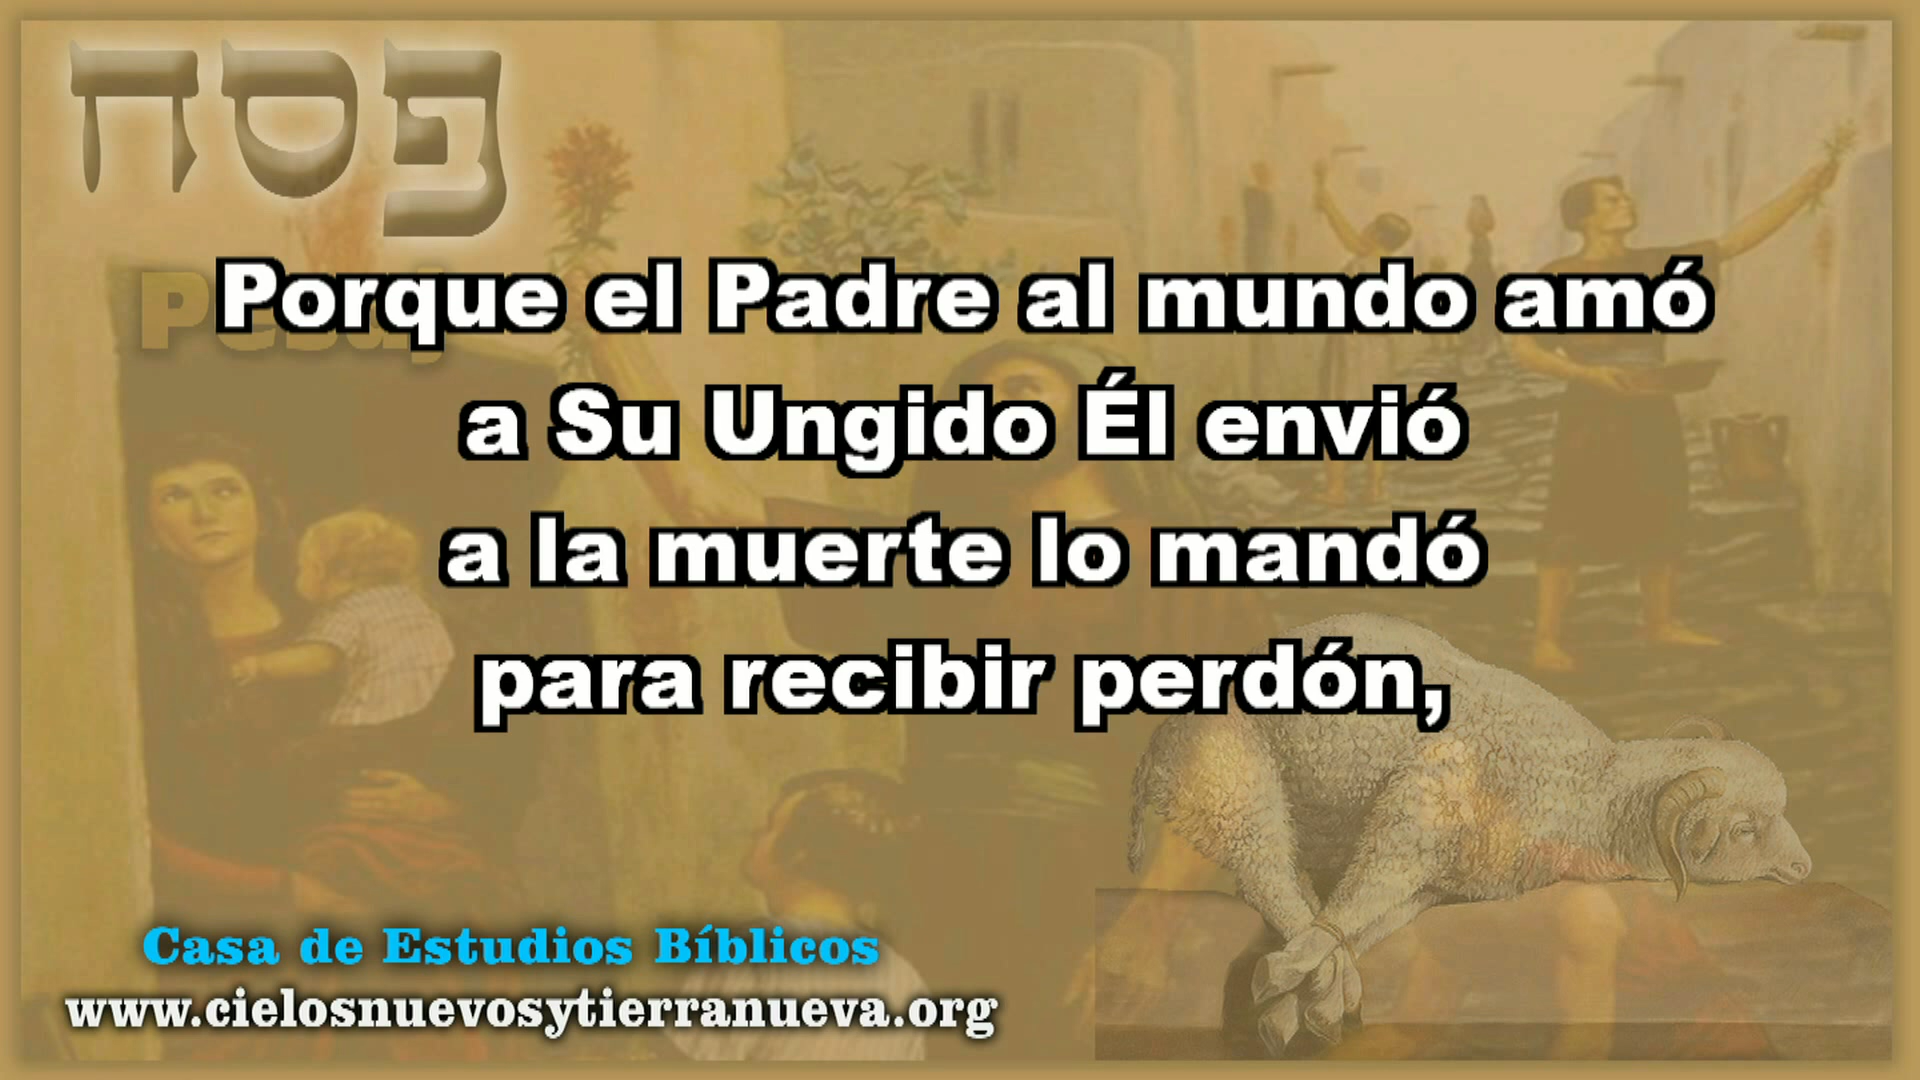 פסח
Pesaj
Porque el Padre al mundo amó
a Su Ungido Él envió
a la muerte lo mandó
para recibir perdón,
Casa de Estudios Bíblicos
www.cielosnuevosytierranueva.org